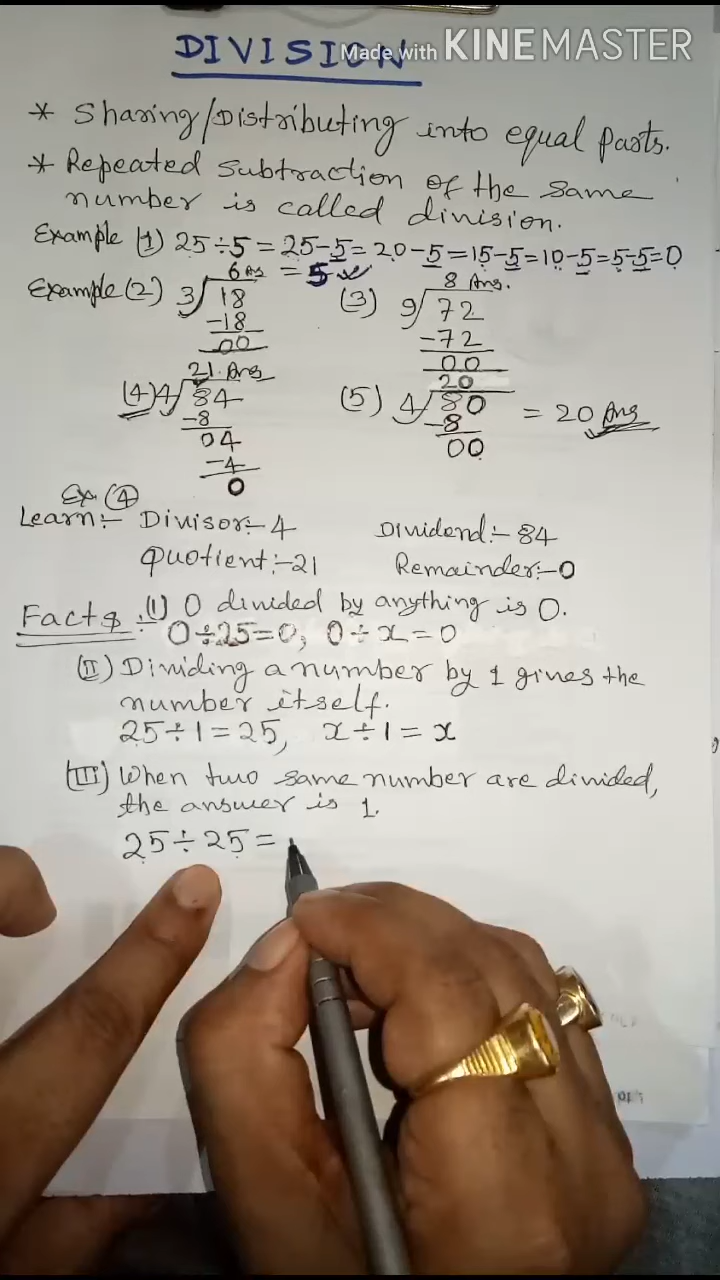 DIVISION
Made with KINEMASTER
* Sharing/Distributing into equal parts.
* Repeated subtraction of the same
number is called division.
Example (1) 25÷5 = 25-5 = 20-5 = 15-5 = 10-5 = 5-5 = 0
= 5
Example (2) 3 18
6 Ans
-18
00
(3) 9 72
8 Ans.
-72
00
(4) 4 84
21. Ans
-8
04
-4
0
(5) 4 80 = 20 Ans
20
-8
00
Ex. (4)
Learn:- Divisor:- 4 Dividend:- 84
Quotient:- 21 Remainder:- 0
Facts:- (I) 0 divided by anything is 0.
0÷25=0, 0÷x=0
(II) Dividing a number by 1 gives the
number itself.
25÷1=25, x÷1=x
(III) When two same number are divided,
the answer is 1.
25÷25=